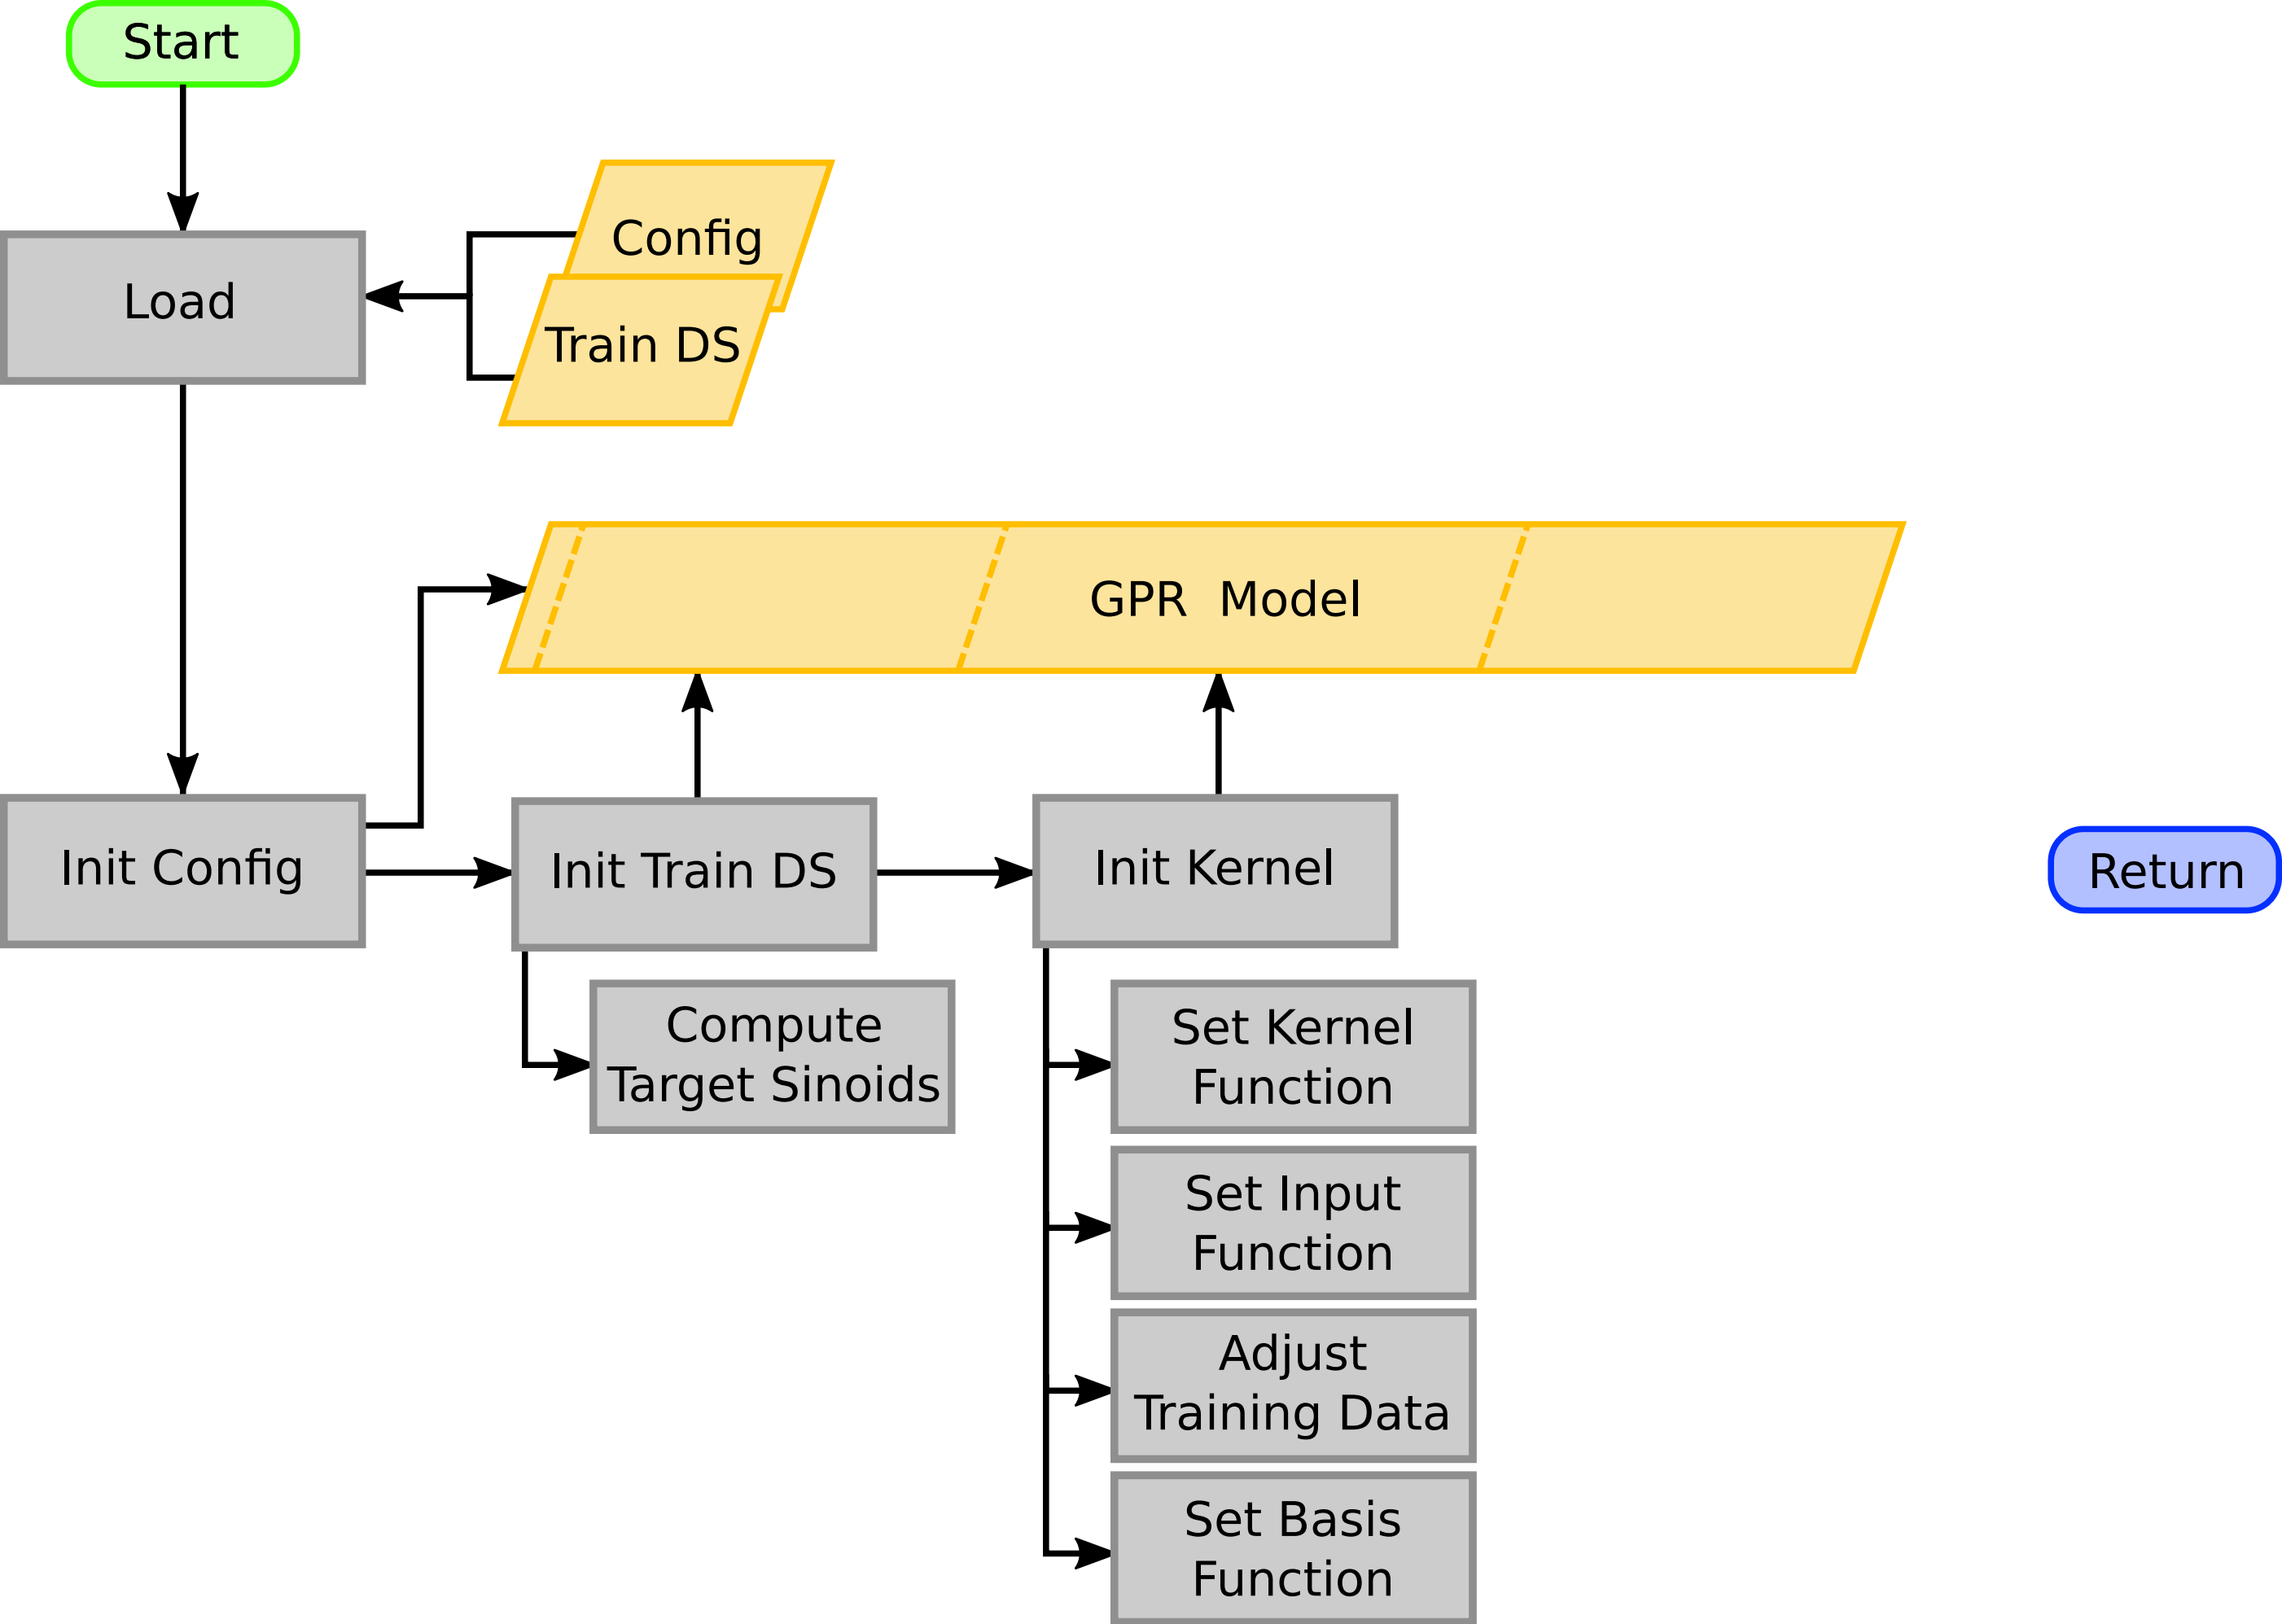 Start
Config
Load
Train DS
GPR Model
Init Config
Init Train DS
Init Kernel
Return
Compute
Target Sinoids
Set Kernel
Function
Set Input
Function
Adjust
Training Data
Set Basis
Function